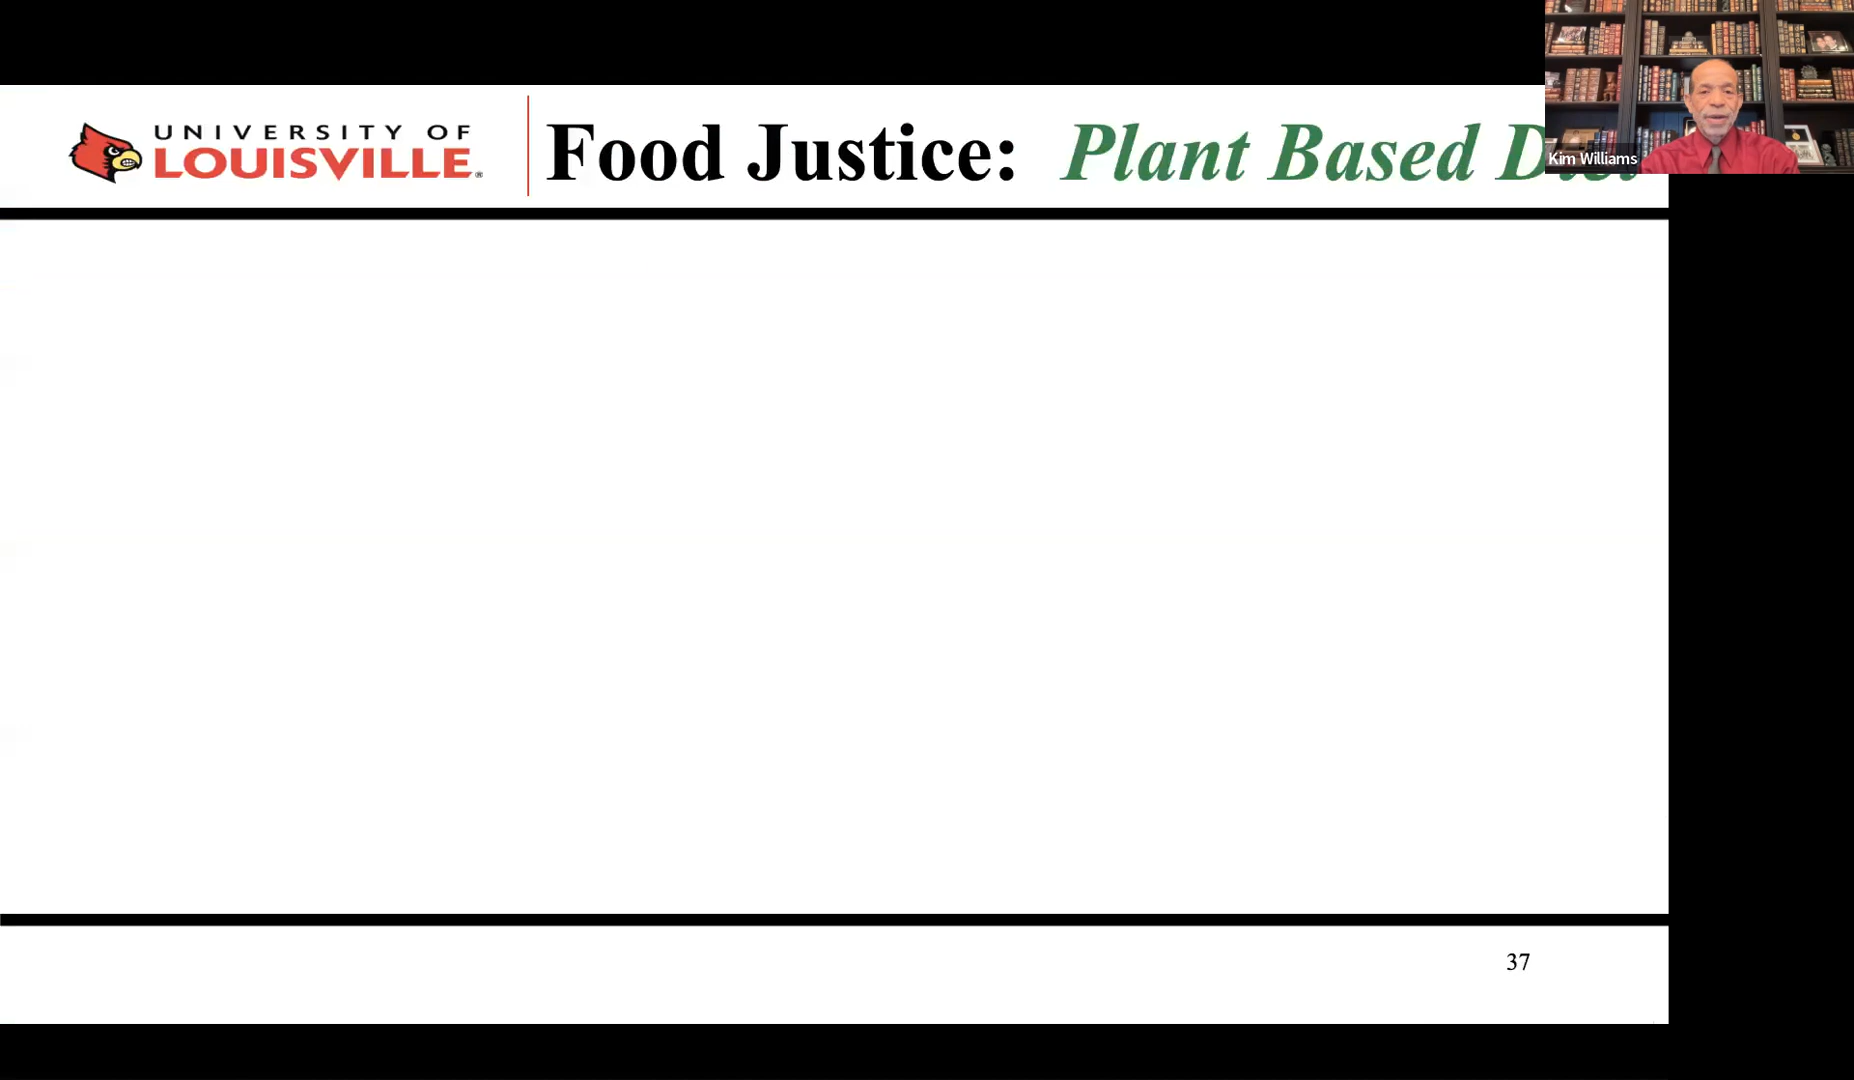 UNIVERSITY OF
LOUISVILLE®
Food Justice: Plant Based
Kim Williams
37